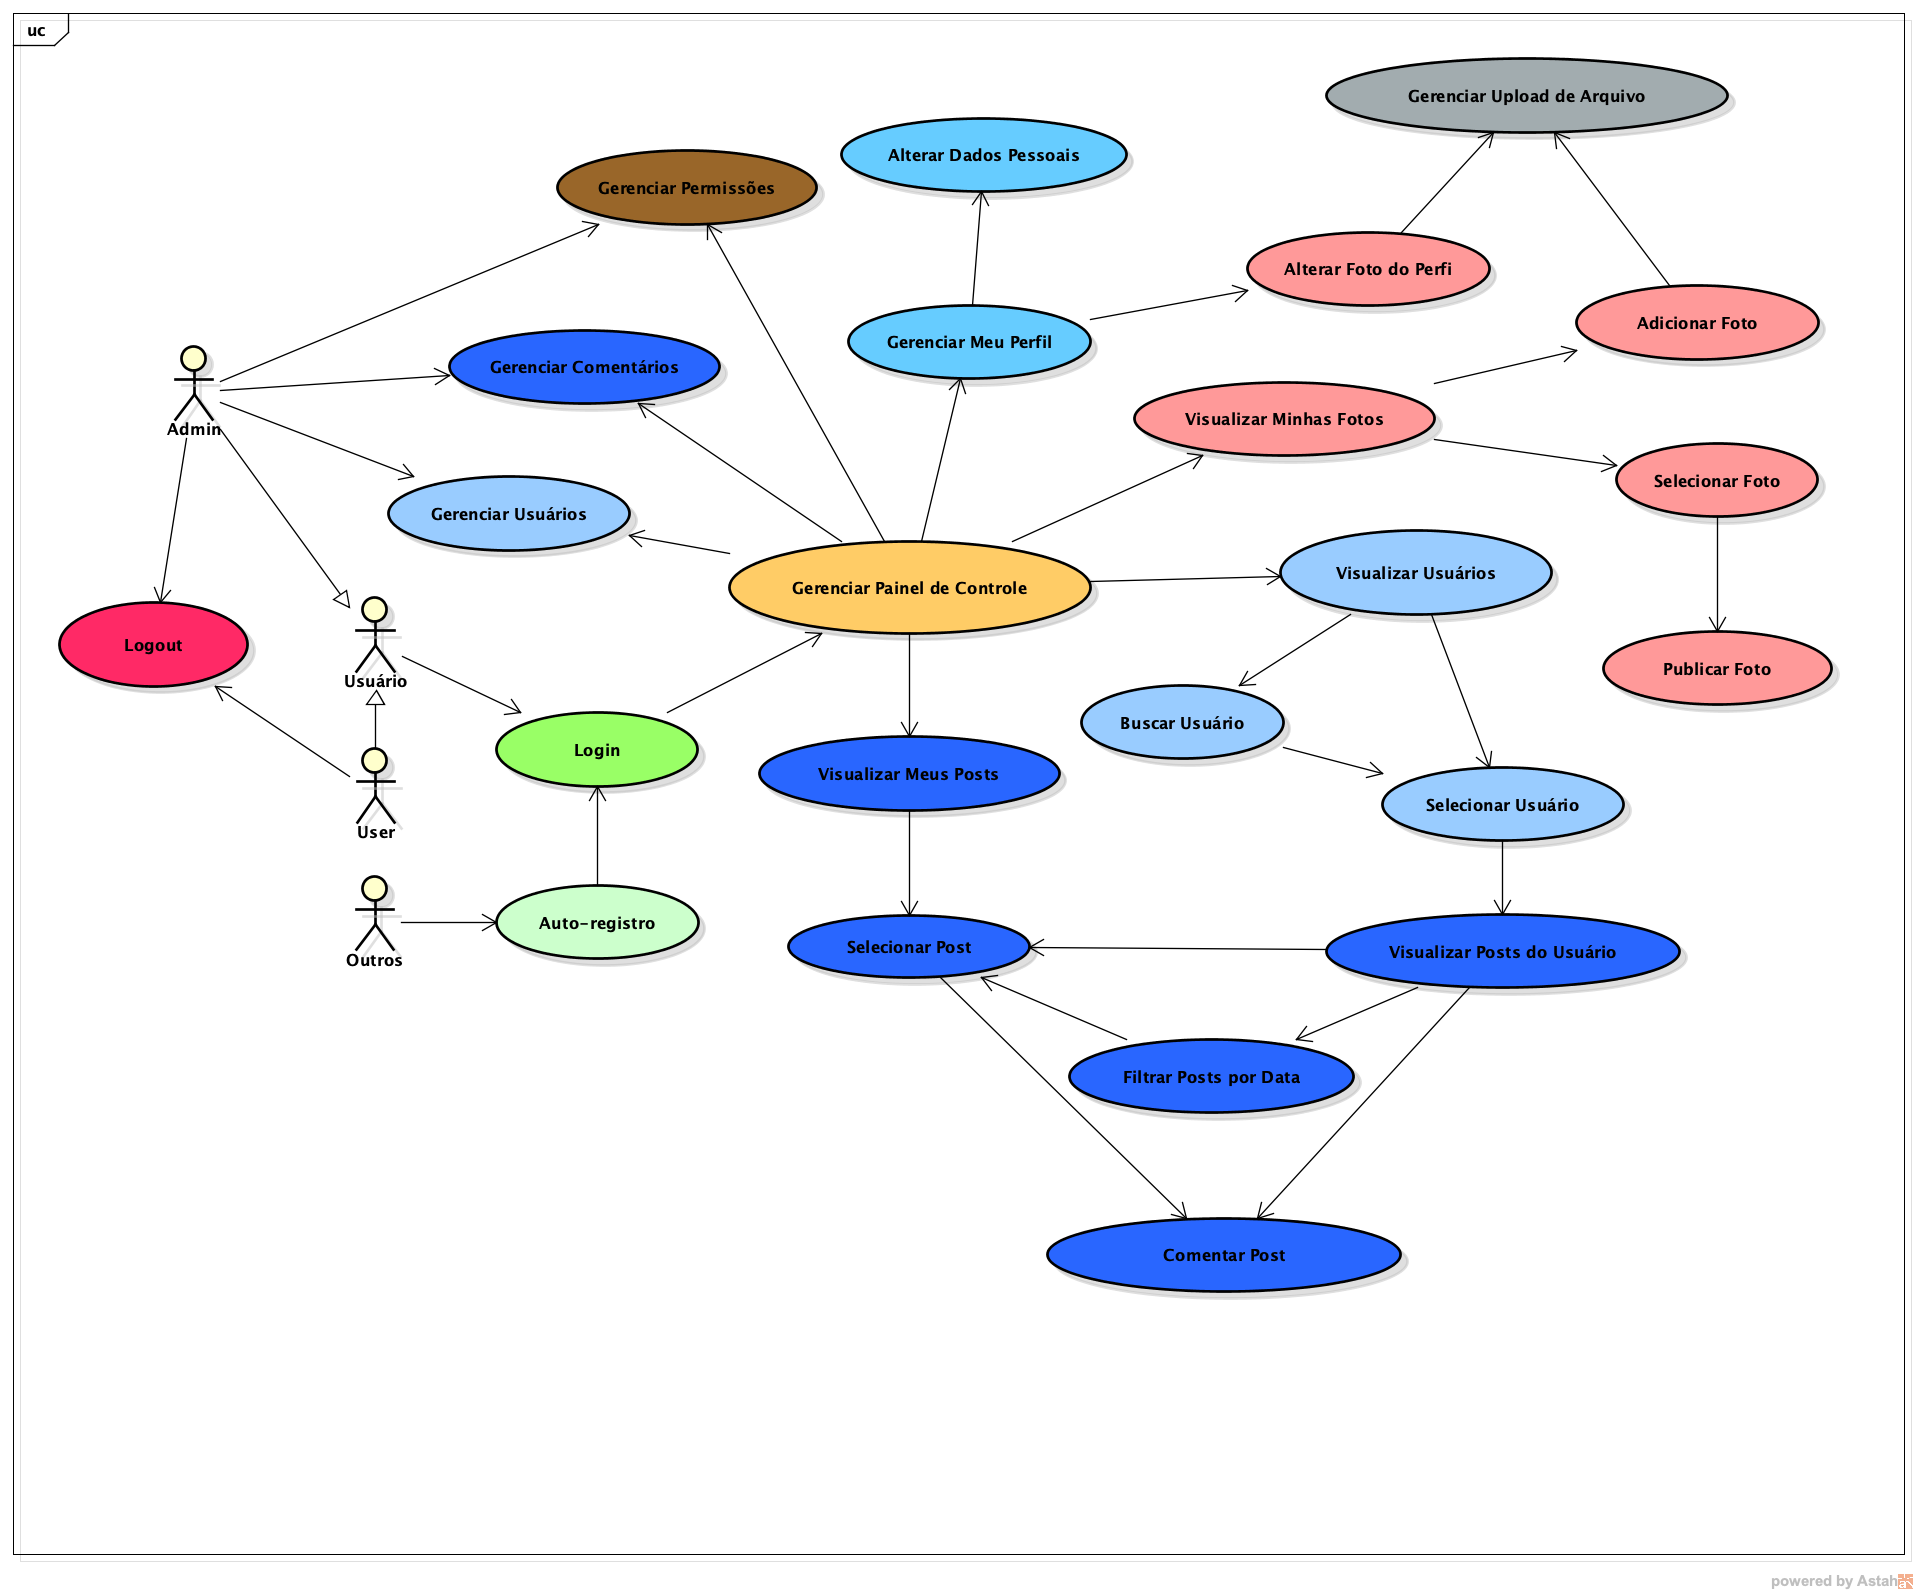 uc
Gerenciar Upload de Arquivo
Alterar Dados Pessoais
Gerenciar Permissões
Alterar Foto do Perfi
Adicionar Foto
Gerenciar Meu Perfil
Gerenciar Comentários
Visualizar Minhas Fotos
Admin
Selecionar Foto
Gerenciar Usuários
Visualizar Usuários
Gerenciar Painel de Controle
Logout
Publicar Foto
Usuário
Buscar Usuário
Login
Visualizar Meus Posts
Selecionar Usuário
User
Auto-registro
Selecionar Post
Visualizar Posts do Usuário
Outros
Filtrar Posts por Data
Comentar Post
powered by Astah